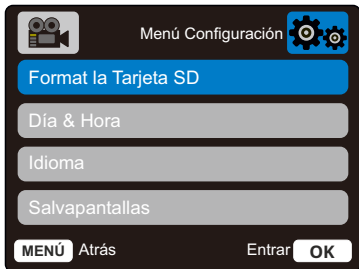 Menú Configuración
Format la Tarjeta SD
Día & Hora
Idioma
Salvapantallas
MENÚ Atrás Entrar OK